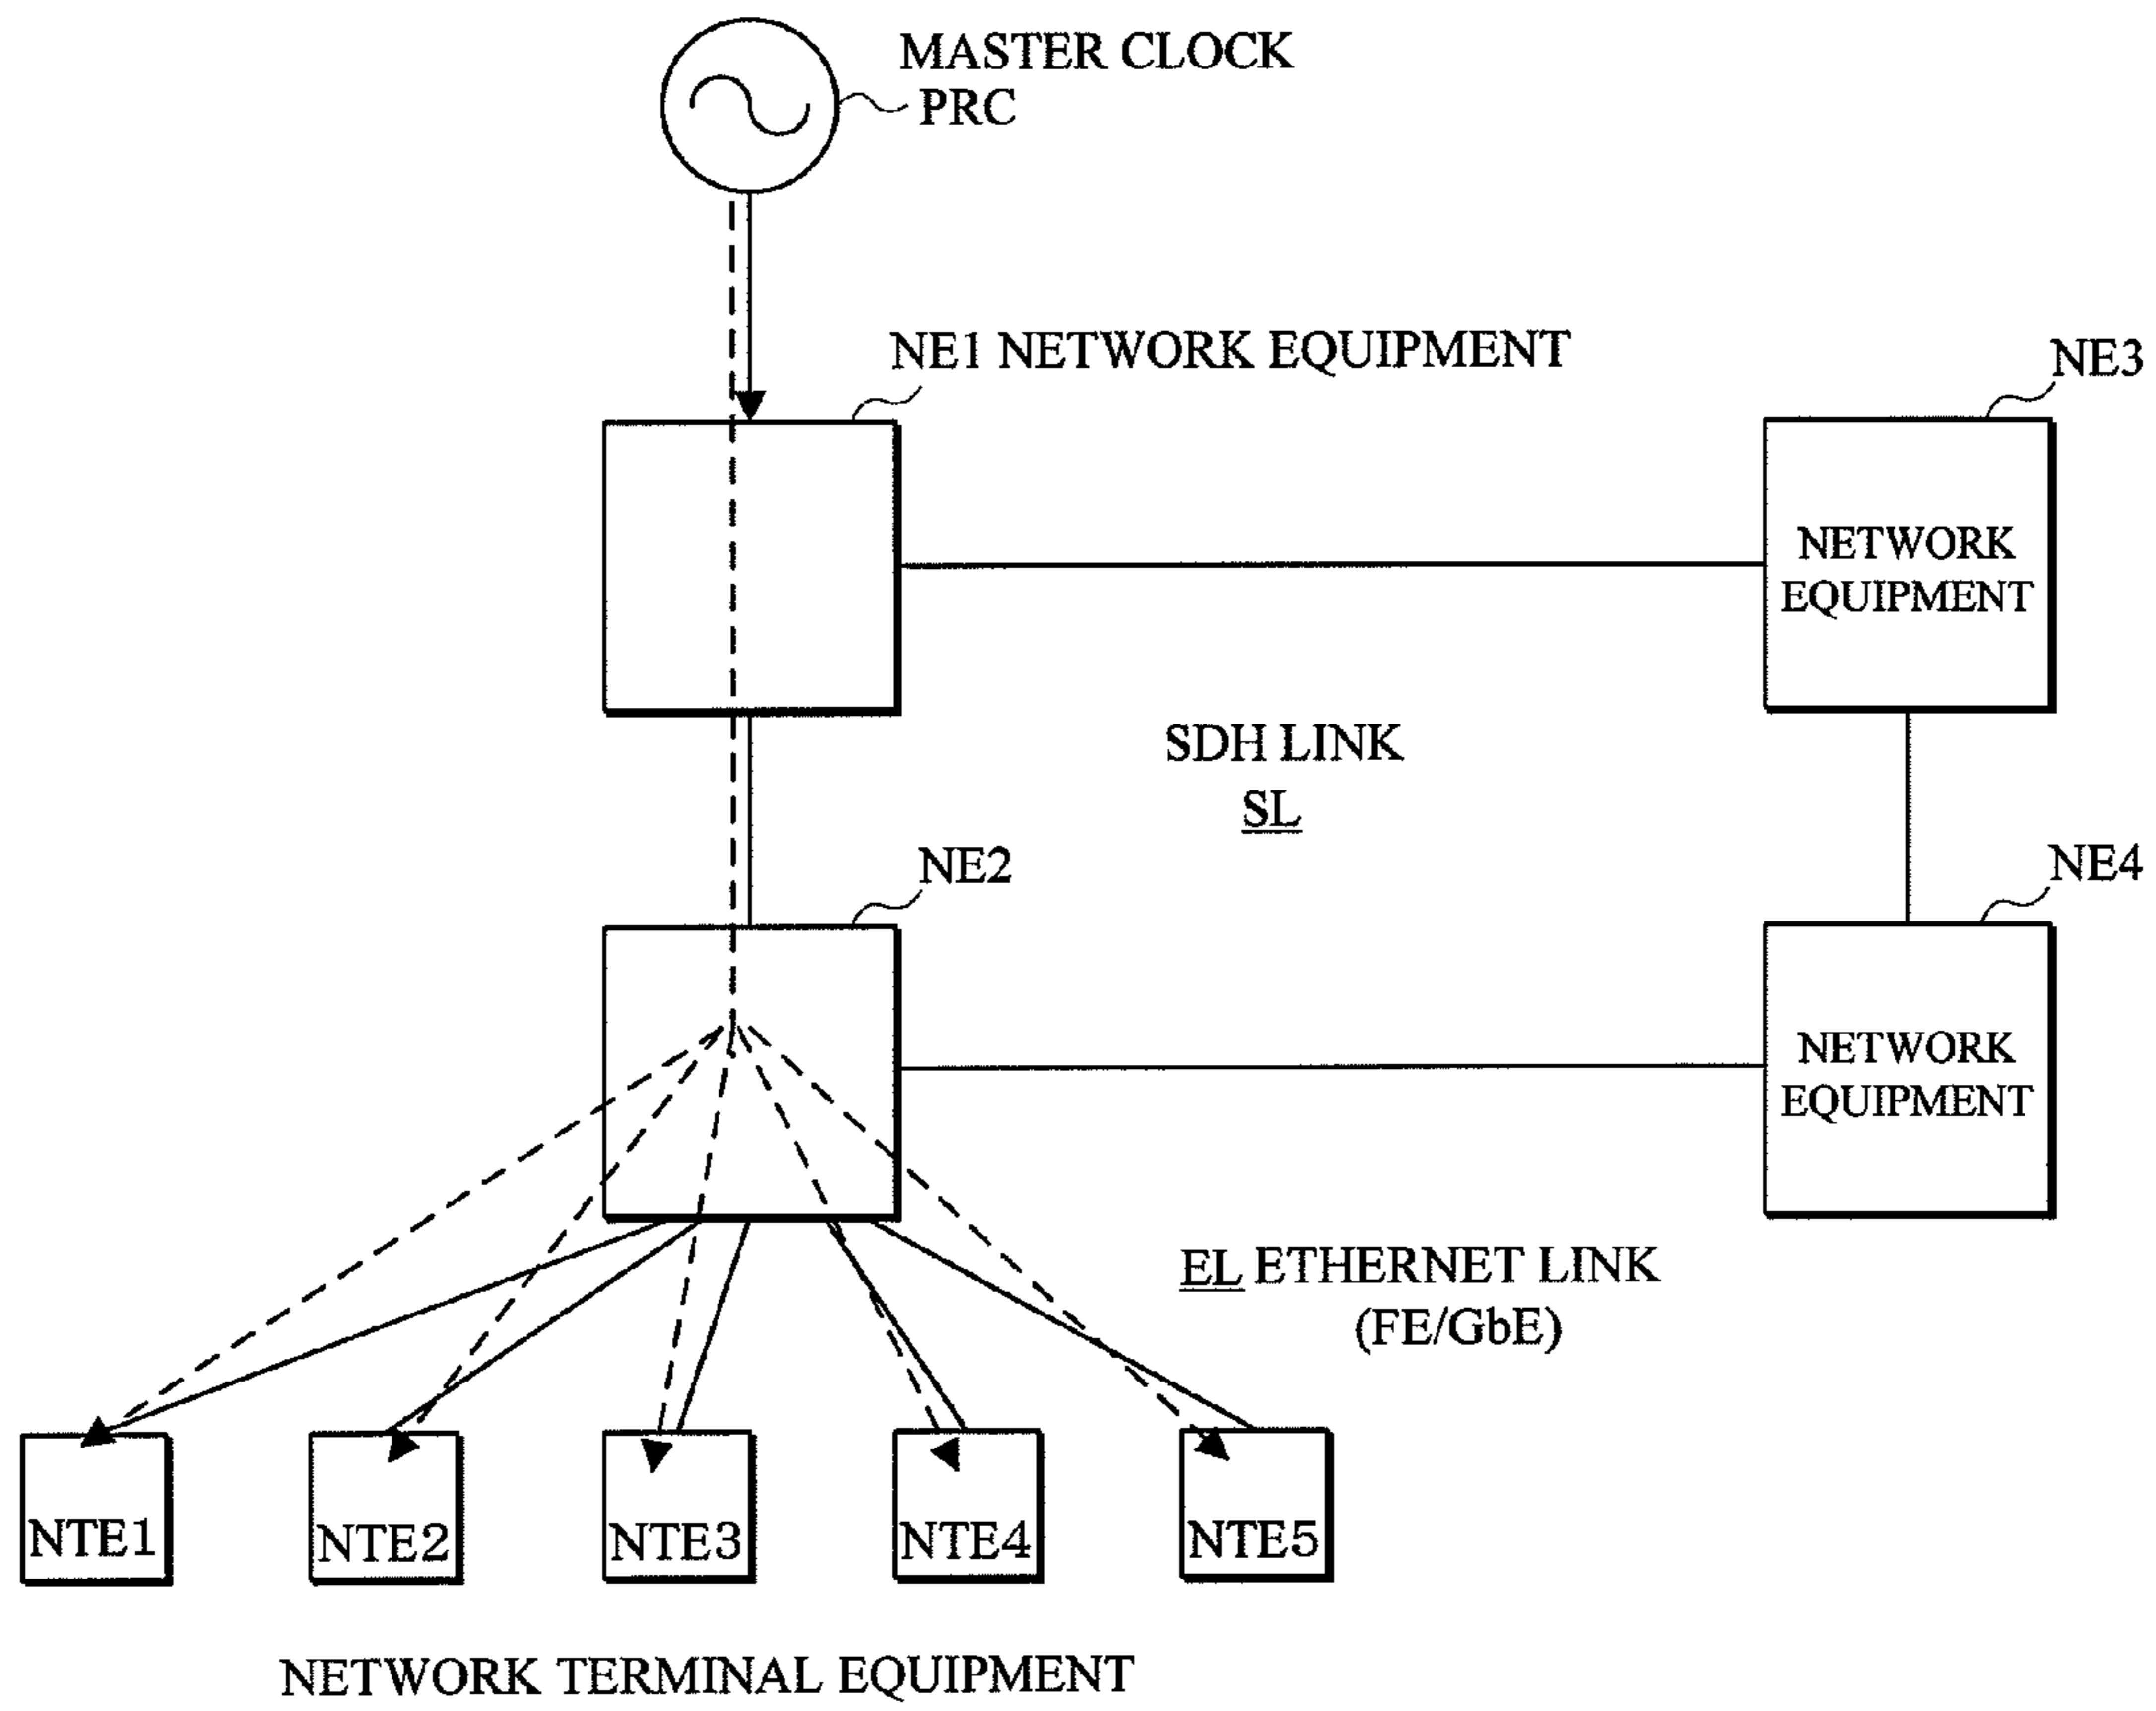 MASTER CLOCK
PRC
NE1 NETWORK EQUIPMENT
NE3
NETWORK
EQUIPMENT
SDH LINK
SL
NE2
NE4
NETWORK
EQUIPMENT
EL ETHERNET LINK
(FE/GbE)
NTE1
NTE2
NTE3
NTE4
NTE5
NETWORK TERMINAL EQUIPMENT